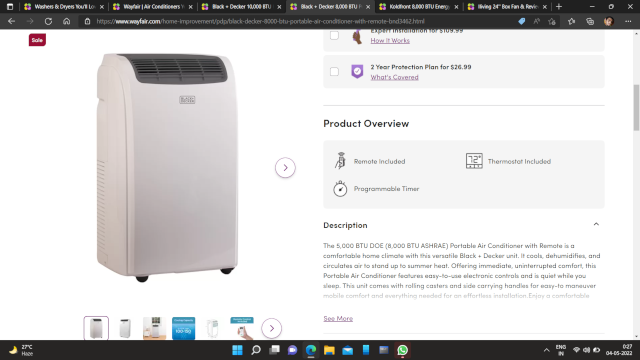 Washers & Dryers You'll Lo
Wayfair | Air Conditioners
Black + Decker 10,000 BTU
Black + Decker 8,000
Koldfront 8,000 BTU Energ
iliving 24" Box Fan & Revie
https://www.wayfair.com/home-improvement/pdp/black-decker-8000-btu-portable-air-conditioner-with-remote-bnd3462.html
Sale
Expert Installation for $109.99
How It Works
2 Year Protection Plan for $26.99
What's Covered
Product Overview
Remote Included
72°
Thermostat Included
Programmable Timer
Description
The 5,000 BTU DOE (8,000 BTU ASHRAE) Portable Air Conditioner with Remote is a
comfortable home climate with this versatile Black + Decker unit. It cools, dehumidifies, and
circulates air to stand up to summer heat. Offering immediate, uninterrupted comfort, this
Portable Air Conditioner features easy-to-use electronic controls and is quiet while you
sleep. This unit comes with rolling casters and side carrying handles for easy-to maneuver
mobile comfort and everything needed for an effortless installation.Enjoy a comfortable
See More
27°C
Haze
ENG
IN
0:27
04-05-2022